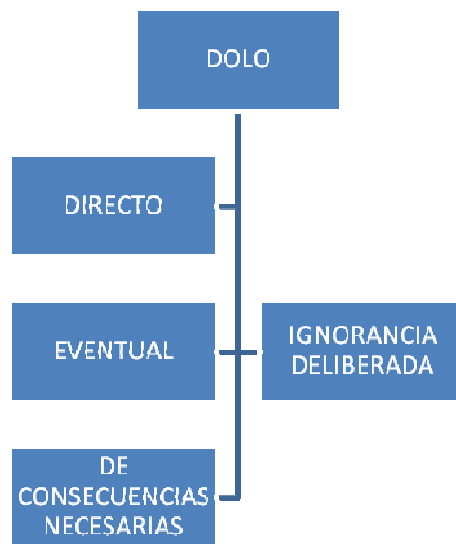 DOLO
DIRECTO
EVENTUAL
IGNORANCIA
DELIBERADA
DE
CONSECUENCIAS
NECESARIAS